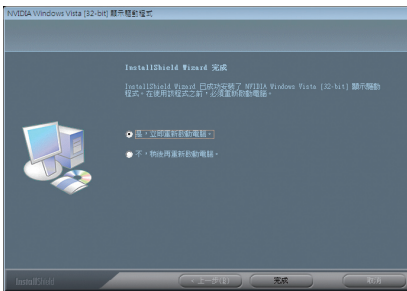 NVIDIA Windows Vista (32-bit) 顯示驅動程式
InstallShield Wizard 完成
InstallShield Wizard 已成功安裝了 NVIDIA Windows Vista (32-bit) 顯示驅動
程式。在使用該程式之前，必須重新啟動電腦。
是，立即重新啟動電腦。
不，稍後再重新啟動電腦。
InstallShield
< 上一步(B)
完成
取消